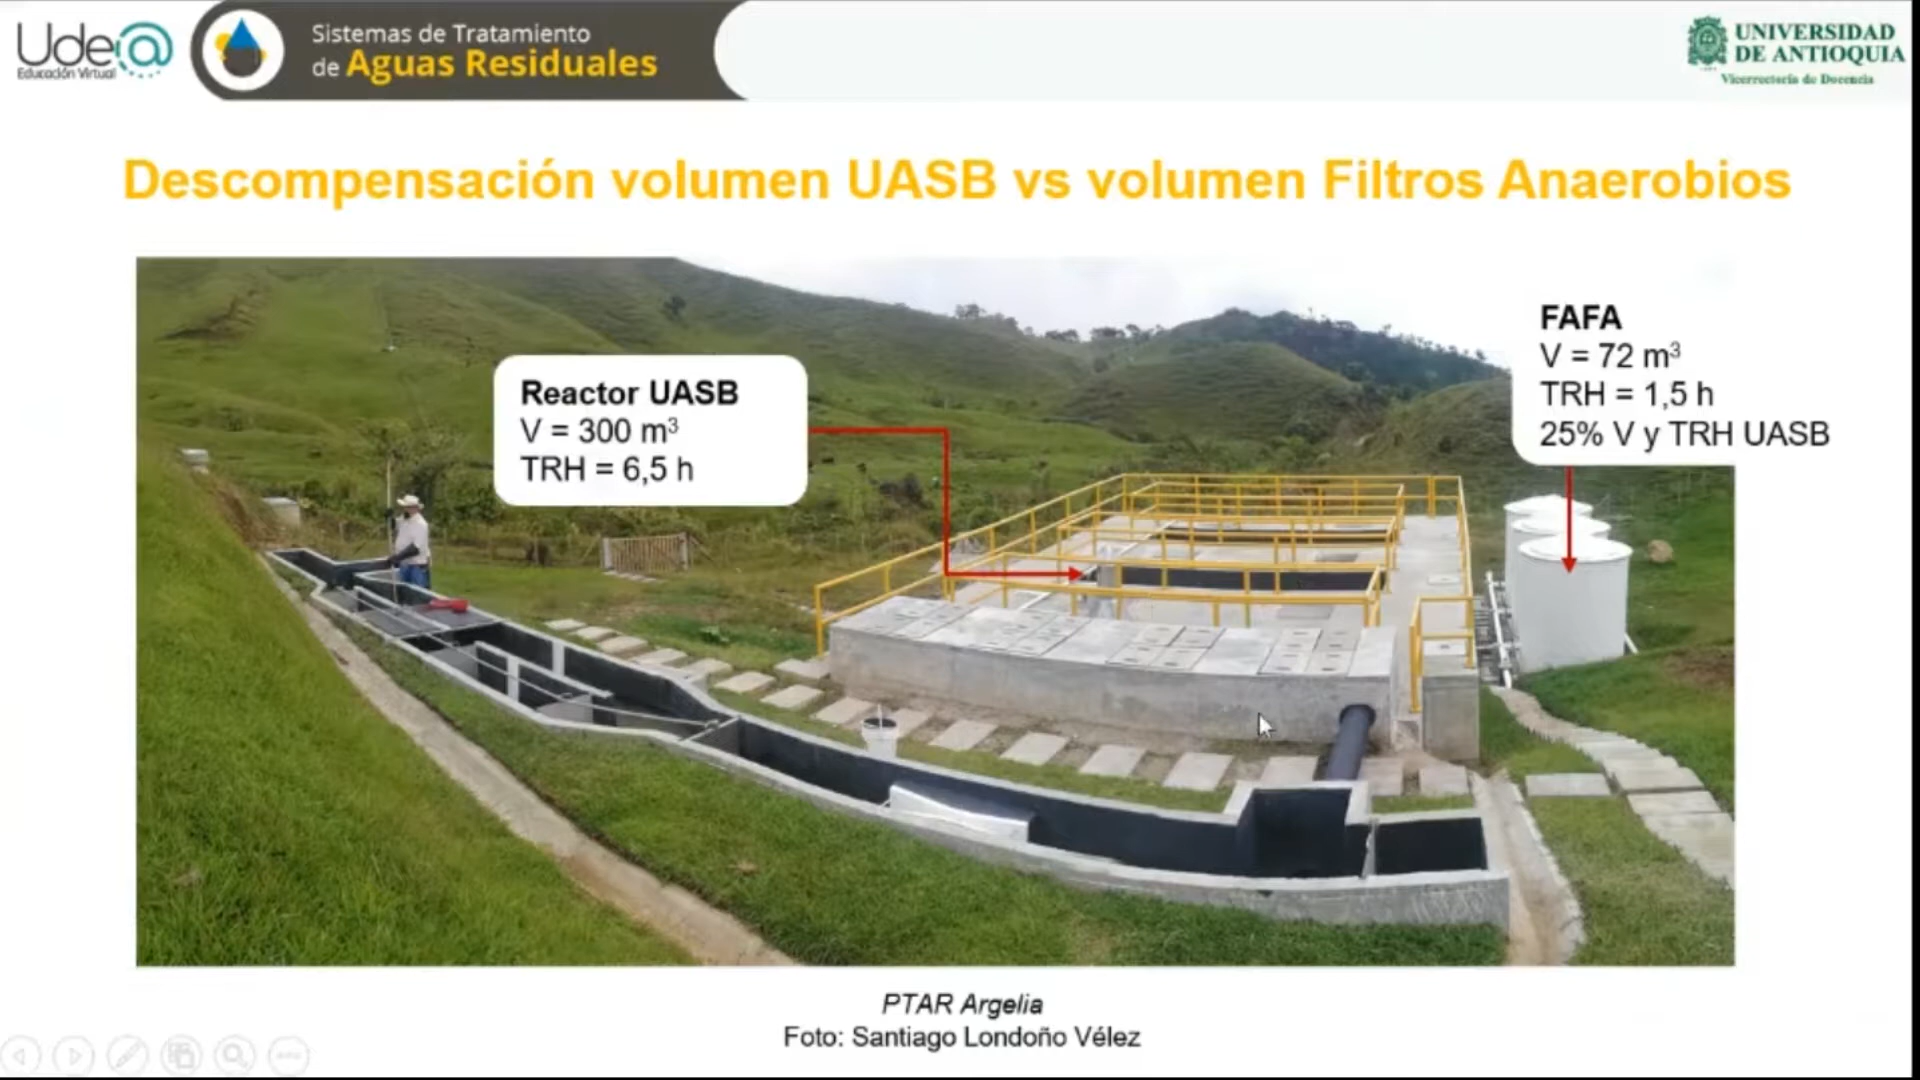 Ude@
Educación Virtual
Sistemas de Tratamiento
de Aguas Residuales
UNIVERSIDAD
DE ANTIOQUIA
Vicerrectoría de Docencia
Descompensación volumen UASB vs volumen Filtros Anaerobios
Reactor UASB
V = 300 m³
TRH = 6,5 h
FAFA
V = 72 m³
TRH = 1,5 h
25% V y TRH UASB
PTAR Argelia
Foto: Santiago Londoño Vélez